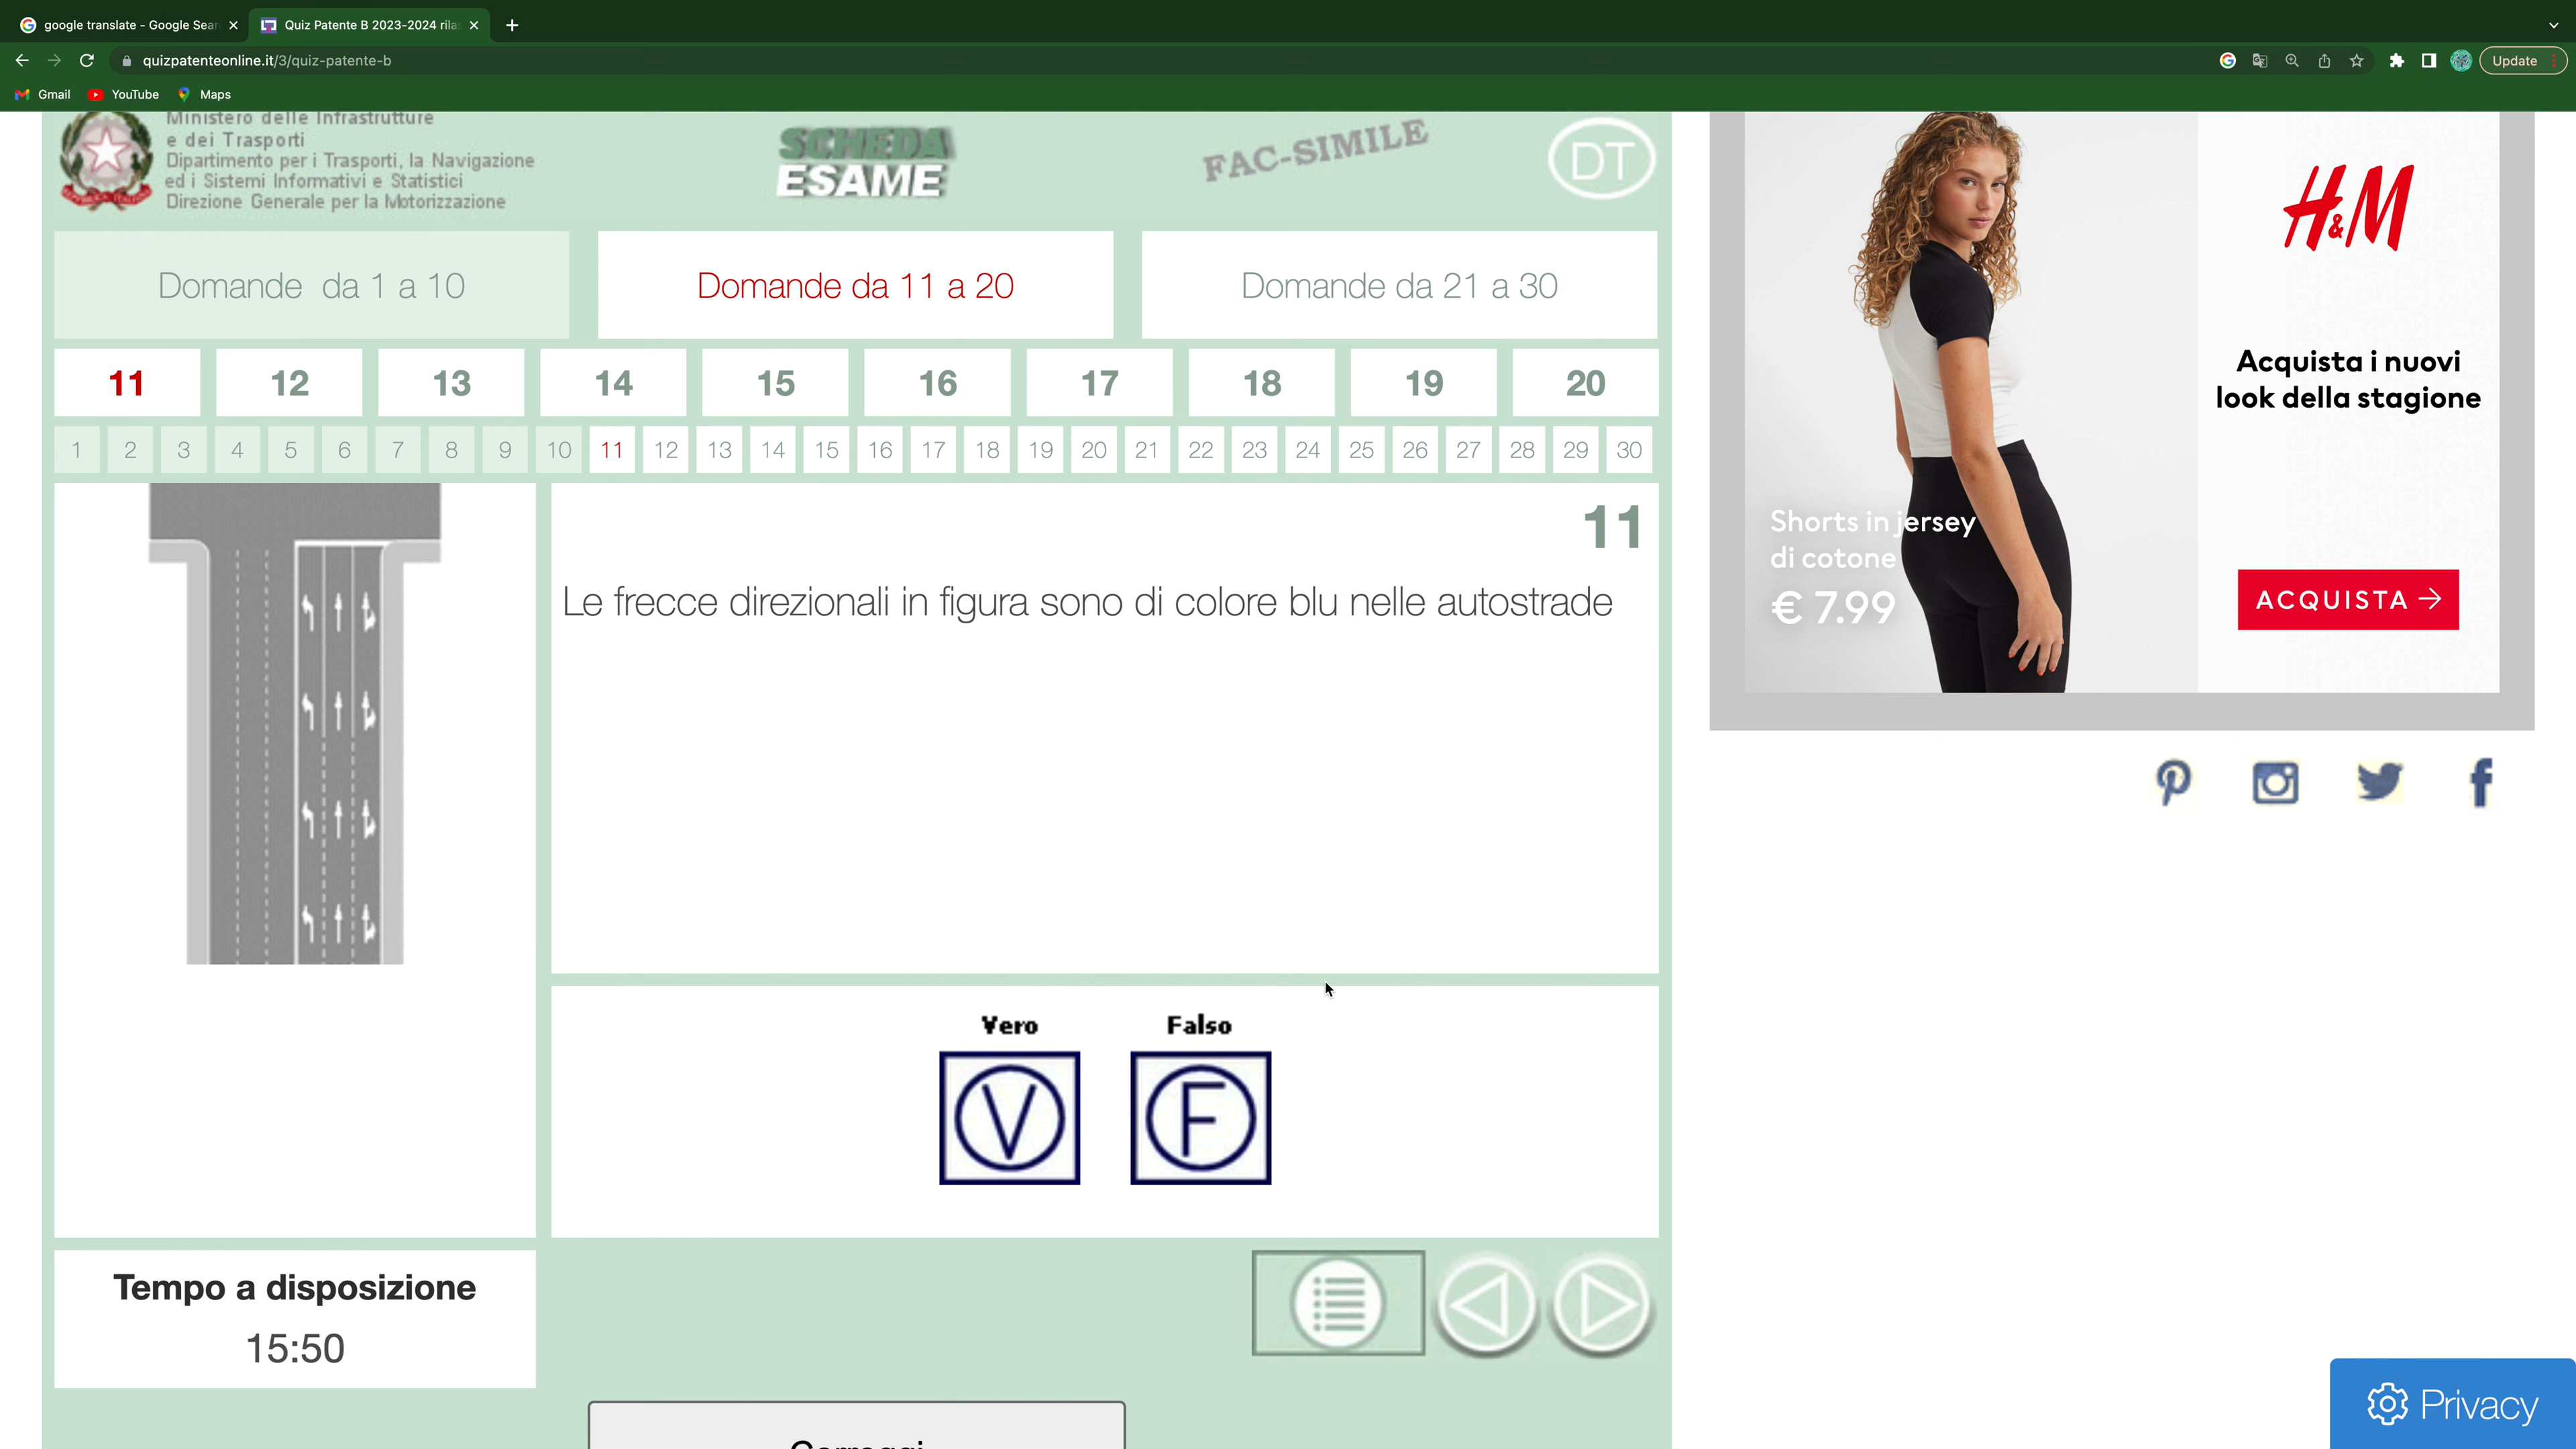 google translate - Google Sear
Quiz Patente B 2023-2024 rila
quizpatenteonline.it/3/quiz-patente-b
Update
Gmail
YouTube
Maps
Ministero delle Infrastrutture
e dei Trasporti
Dipartimento per i Trasporti, la Navigazione
ed i Sistemi Informativi e Statistici
Direzione Generale per la Motorizzazione
SCHEDA
ESAME
FAC-SIMILE
DT
Domande da 1 a 10
Domande da 11 a 20
Domande da 21 a 30
11 12 13 14 15 16 17 18 19 20
1 2 3 4 5 6 7 8 9 10 11 12 13 14 15 16 17 18 19 20 21 22 23 24 25 26 27 28 29 30
11
Le frecce direzionali in figura sono di colore blu nelle autostrade
Vero
Falso
V
F
Tempo a disposizione
15:50
H&M
Acquista i nuovi
look della stagione
Shorts in jersey
di cotone
€ 7.99
ACQUISTA
Privacy